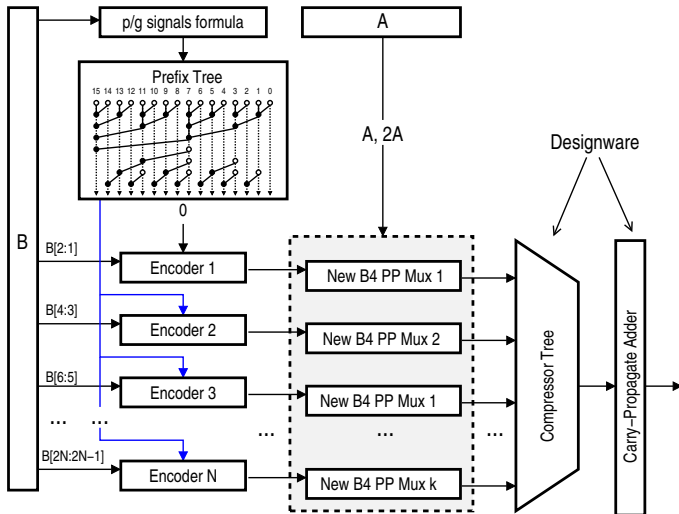 p/g signals formula
A
Prefix Tree
15 14 13 12 11 10 9 8 7 6 5 4 3 2 1 0
A, 2A
Designware
0
B
B[2:1]
Encoder 1
New B4 PP Mux 1
B[4:3]
Encoder 2
New B4 PP Mux 2
B[6:5]
Encoder 3
New B4 PP Mux 1
... ... ... ... ...
B[2N:2N−1]
Encoder N
New B4 PP Mux k
Compressor Tree
Carry−Propagate Adder